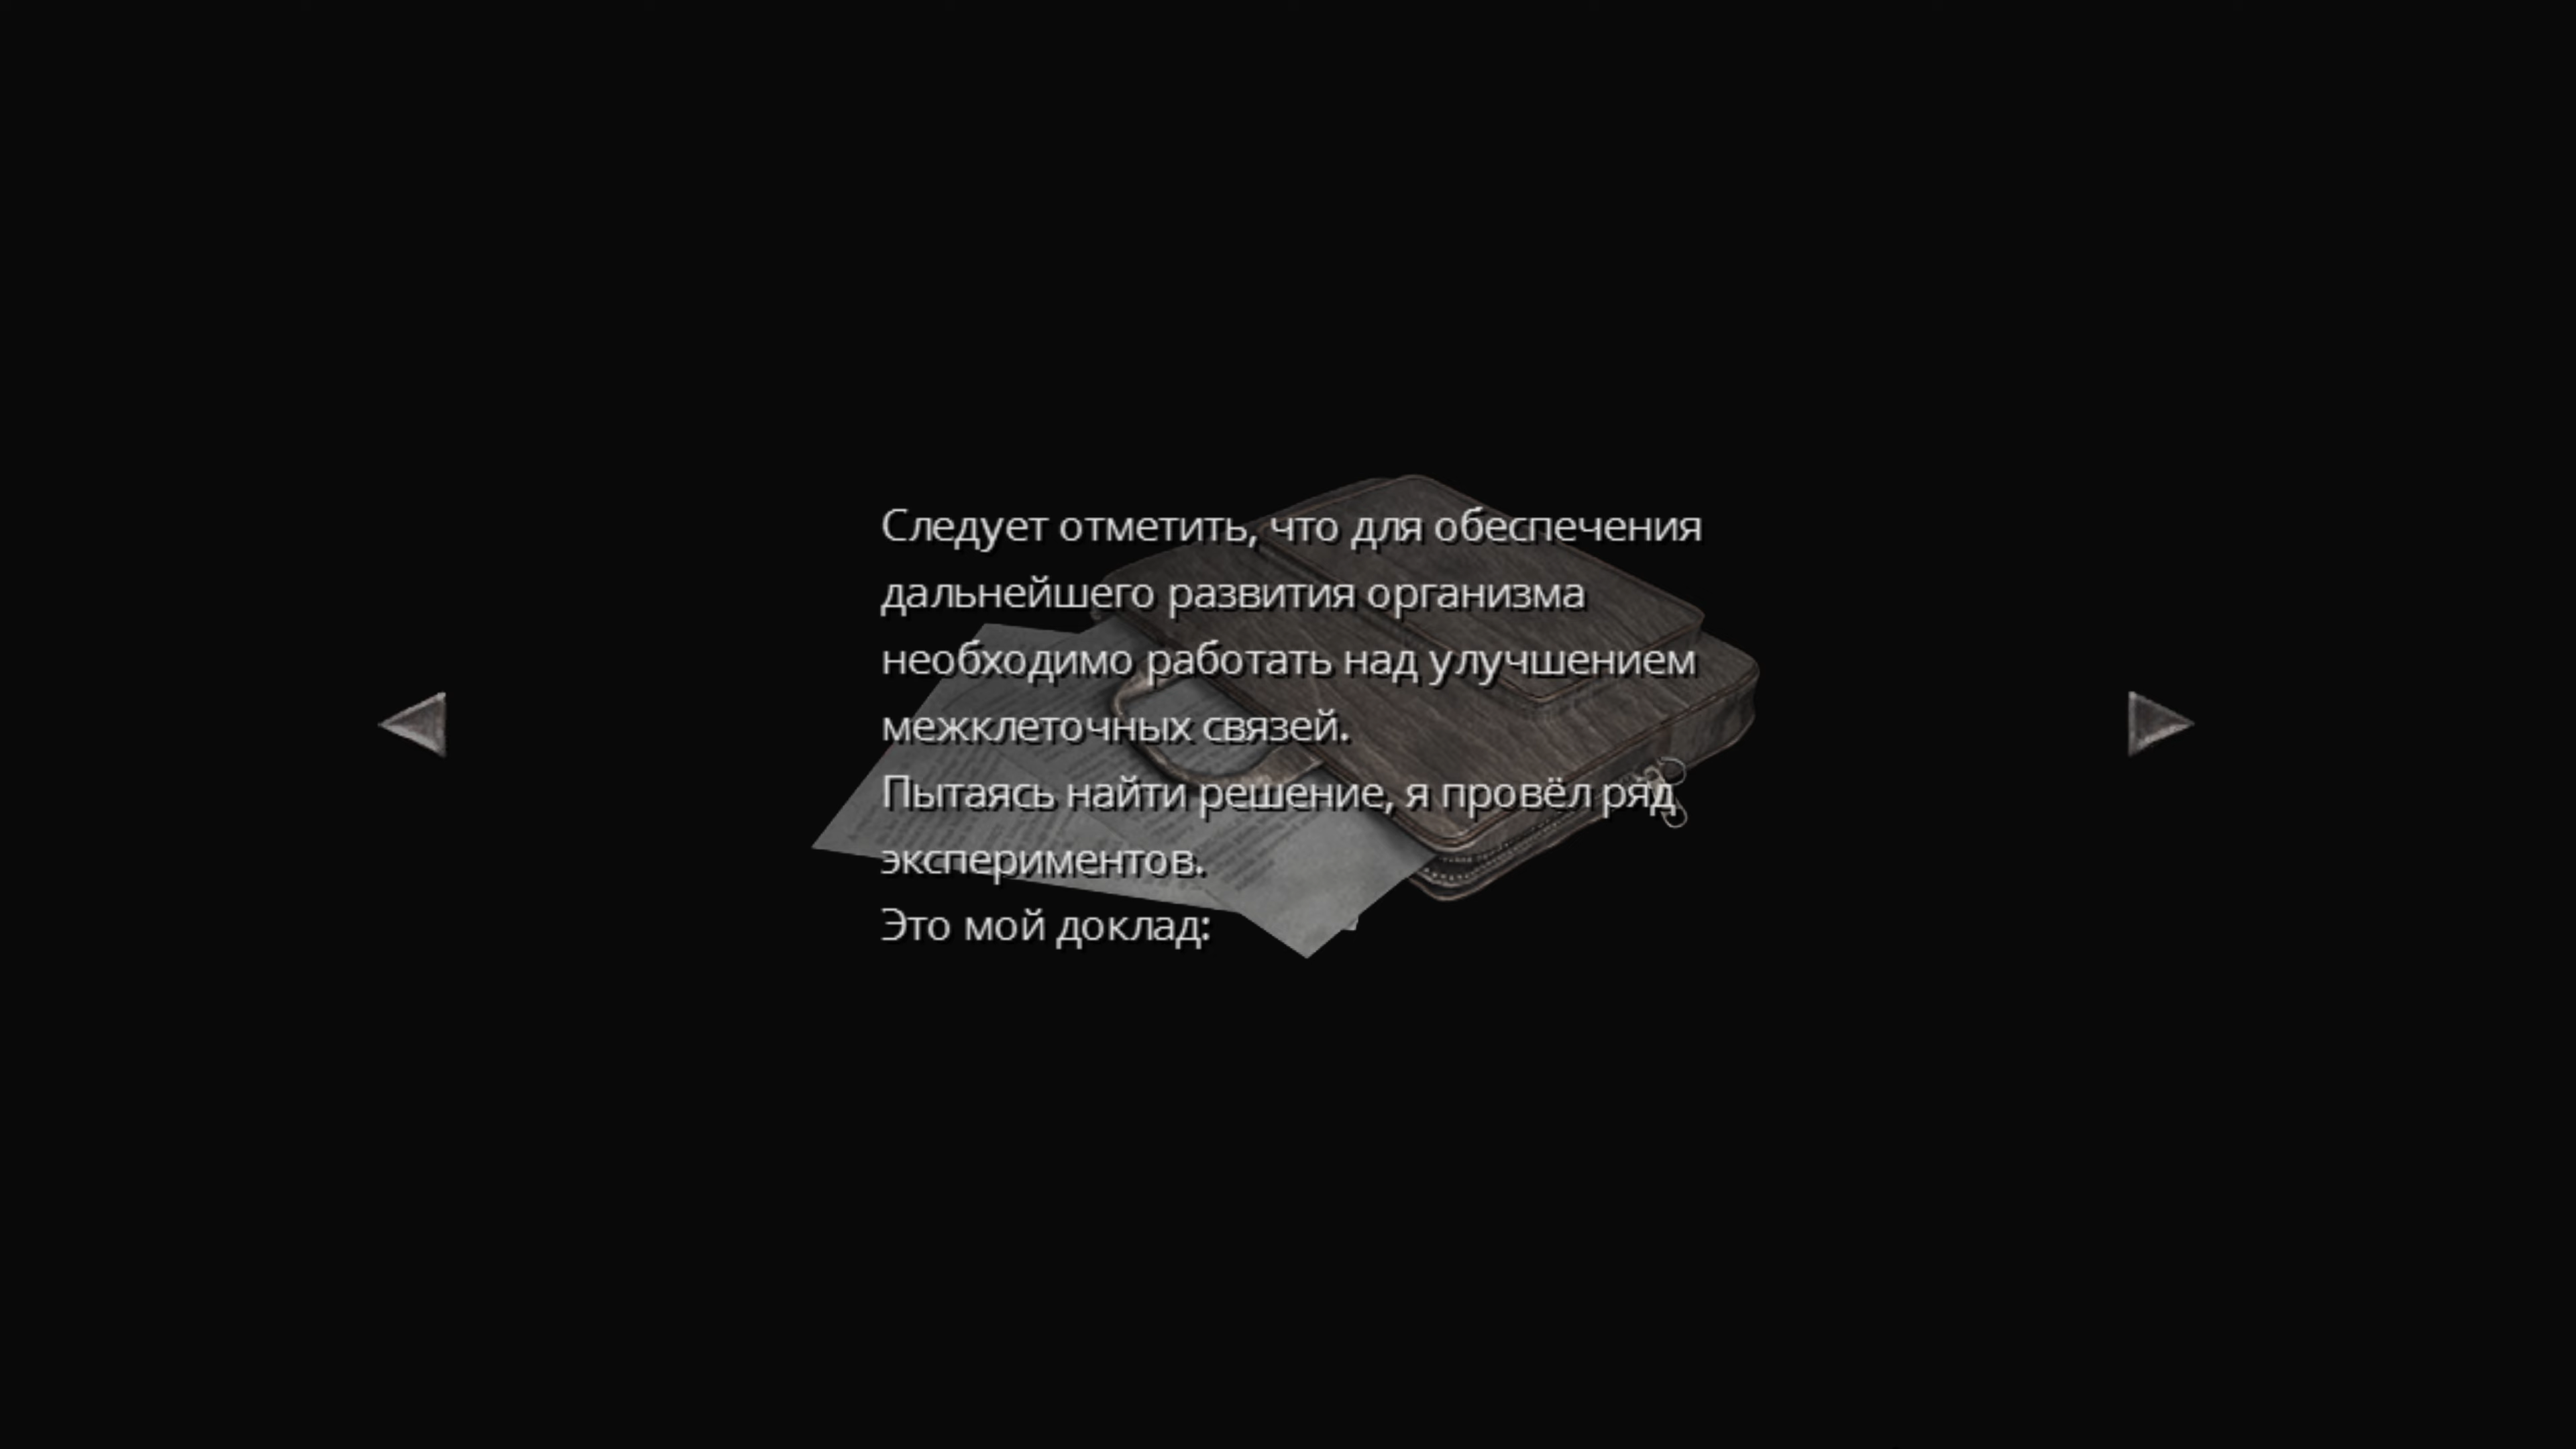 Следует отметить, что для обеспечения
дальнейшего развития организма
необходимо работать над улучшением
межклеточных связей.
Пытаясь найти решение, я провёл ряд
экспериментов.
Это мой доклад: